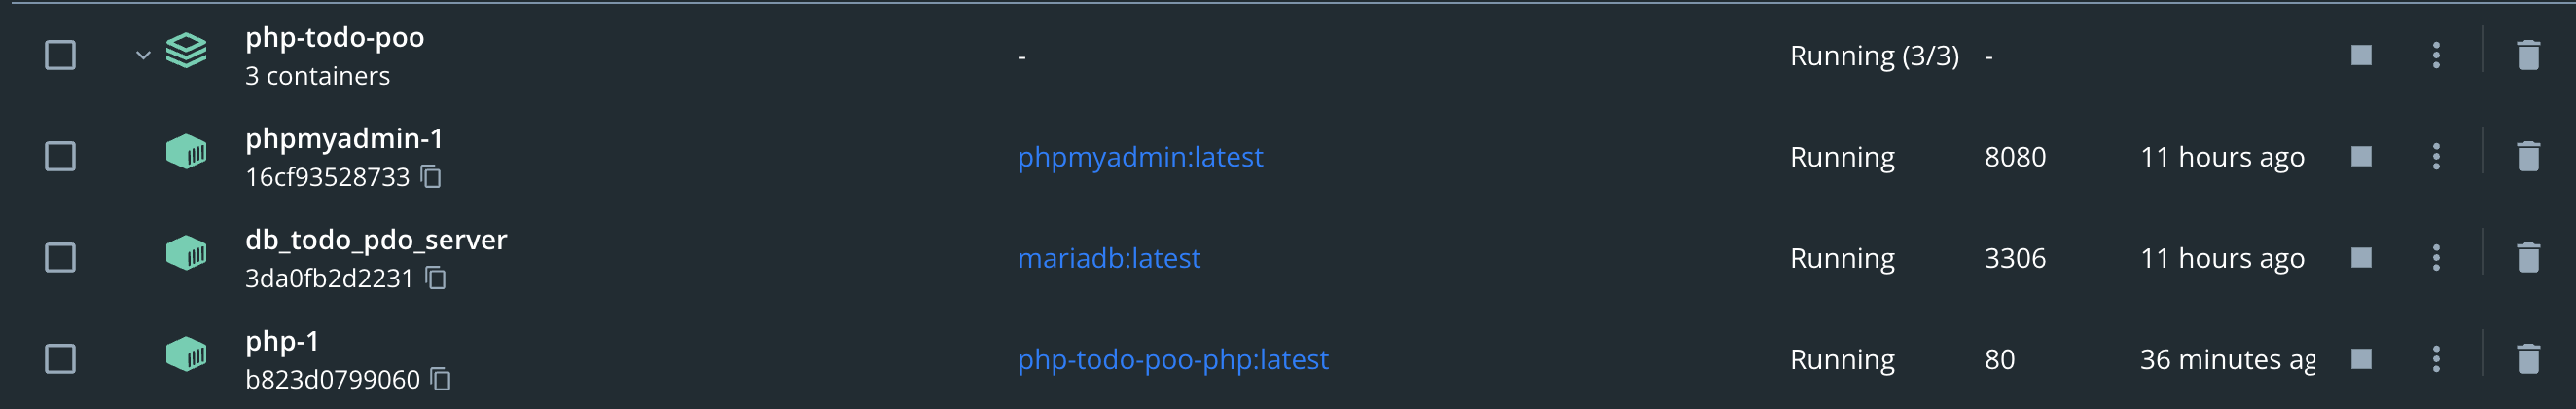 php-todo-poo
3 containers
-
Running (3/3)
-
phpmyadmin-1
16cf93528733
phpmyadmin:latest
Running
8080
11 hours ago
db_todo_pdo_server
3da0fb2d2231
mariadb:latest
Running
3306
11 hours ago
php-1
b823d0799060
php-todo-poo-php:latest
Running
80
36 minutes ag